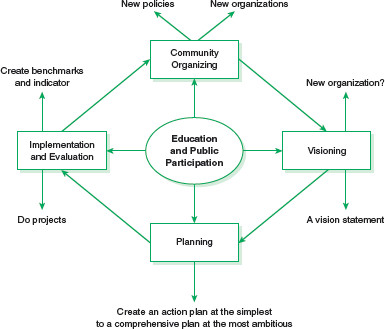 New policies
New organizations
Community
Organizing
Create benchmarks
and indicator
New organization?
Implementation
and Evaluation
Education
and Public
Participation
Visioning
Do projects
A vision statement
Planning
Create an action plan at the simplest
to a comprehensive plan at the most ambitious